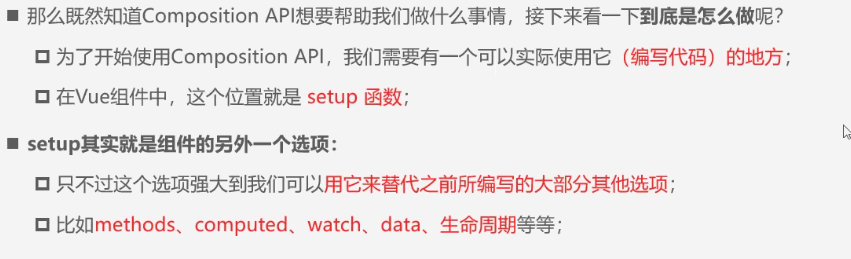 那么既然知道Composition API想要帮助我们做什么事情，接下来看一下到底是怎么做呢？
为了开始使用Composition API，我们需要有一个可以实际使用它（编写代码）的地方；
在Vue组件中，这个位置就是 setup 函数；
setup其实就是组件的另外一个选项：
只不过这个选项强大到我们可以用它来替代之前所编写的大部分其他选项；
比如methods、computed、watch、data、生命周期等等；